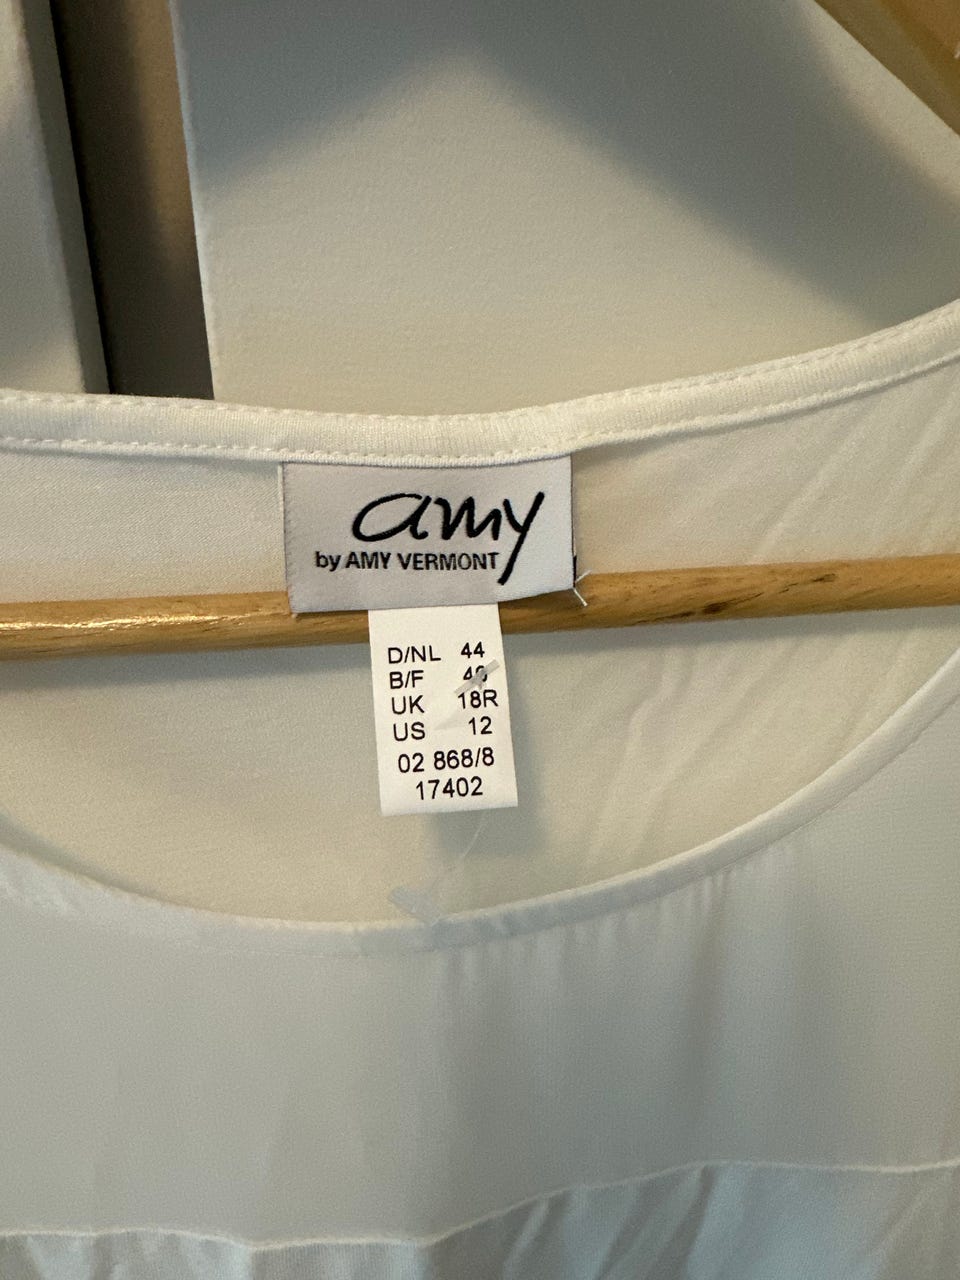 amy
by AMY VERMONT
D/NL 44
B/F
UK 18R
US 12
02 868/8
17402